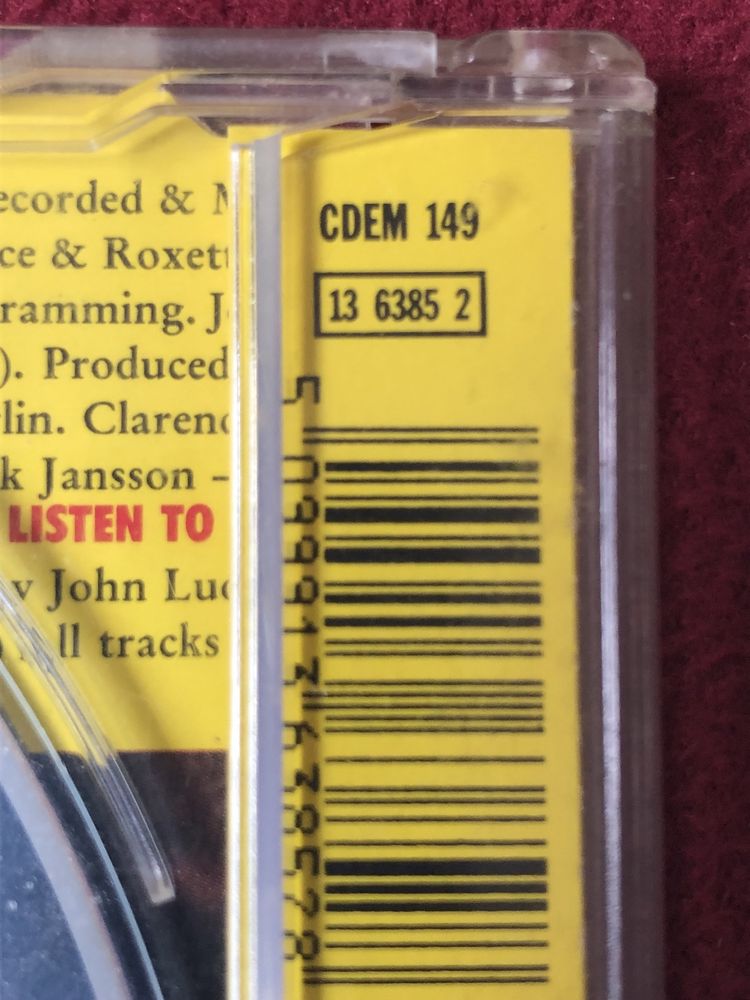 ecorded & M
ce & Roxett
ramming. J
). Produced
lin. Clarenc
k Jansson –
LISTEN TO
y John Luc
ll tracks
CDEM 149
13 6385 2
5 099913 638528